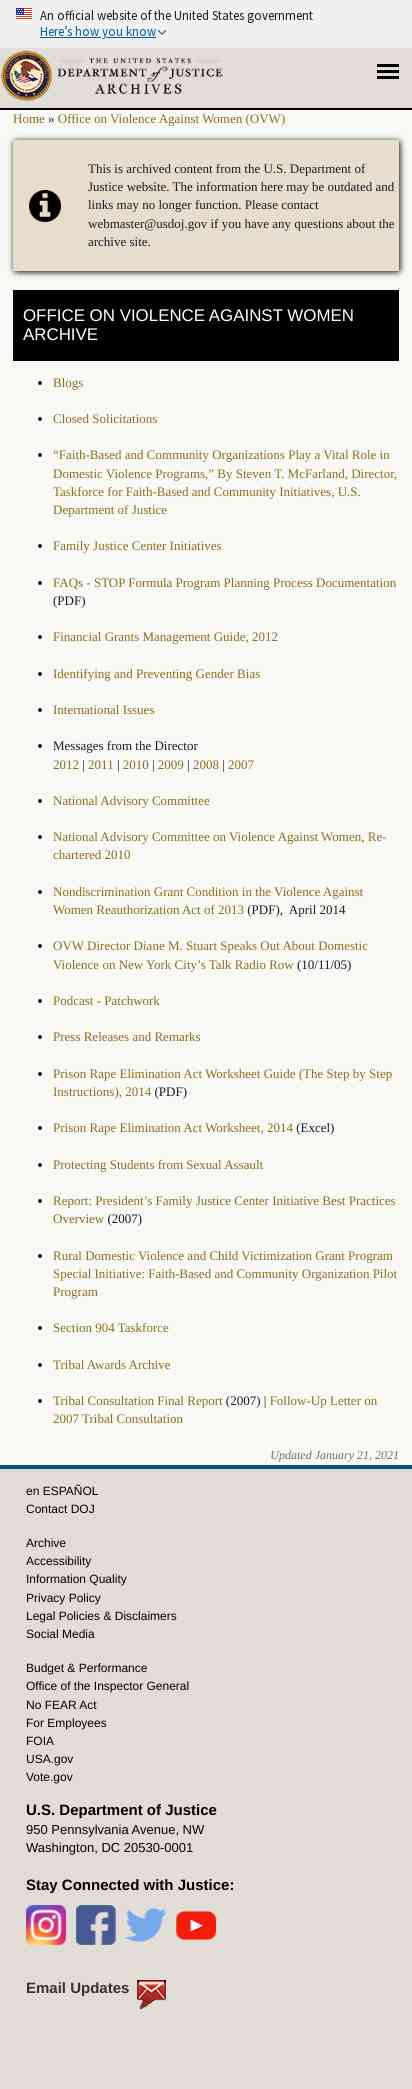 An official website of the United States government
Here's how you know
THE UNITED STATES
DEPARTMENT of JUSTICE
ARCHIVES
Home » Office on Violence Against Women (OVW)
This is archived content from the U.S. Department of
Justice website. The information here may be outdated and
links may no longer function. Please contact
webmaster@usdoj.gov if you have any questions about the
archive site.
OFFICE ON VIOLENCE AGAINST WOMEN
ARCHIVE
• Blogs
• Closed Solicitations
• “Faith-Based and Community Organizations Play a Vital Role in
Domestic Violence Programs,” By Steven T. McFarland, Director,
Taskforce for Faith-Based and Community Initiatives, U.S.
Department of Justice
• Family Justice Center Initiatives
• FAQs - STOP Formula Program Planning Process Documentation
(PDF)
• Financial Grants Management Guide, 2012
• Identifying and Preventing Gender Bias
• International Issues
• Messages from the Director
2012 | 2011 | 2010 | 2009 | 2008 | 2007
• National Advisory Committee
• National Advisory Committee on Violence Against Women, Re-
chartered 2010
• Nondiscrimination Grant Condition in the Violence Against
Women Reauthorization Act of 2013 (PDF),  April 2014
• OVW Director Diane M. Stuart Speaks Out About Domestic
Violence on New York City’s Talk Radio Row (10/11/05)
• Podcast - Patchwork
• Press Releases and Remarks
• Prison Rape Elimination Act Worksheet Guide (The Step by Step
Instructions), 2014 (PDF)
• Prison Rape Elimination Act Worksheet, 2014 (Excel)
• Protecting Students from Sexual Assault
• Report: President’s Family Justice Center Initiative Best Practices
Overview (2007)
• Rural Domestic Violence and Child Victimization Grant Program
Special Initiative: Faith-Based and Community Organization Pilot
Program
• Section 904 Taskforce
• Tribal Awards Archive
• Tribal Consultation Final Report (2007) | Follow-Up Letter on
2007 Tribal Consultation
Updated January 21, 2021
en ESPAÑOL
Contact DOJ
Archive
Accessibility
Information Quality
Privacy Policy
Legal Policies & Disclaimers
Social Media
Budget & Performance
Office of the Inspector General
No FEAR Act
For Employees
FOIA
USA.gov
Vote.gov
U.S. Department of Justice
950 Pennsylvania Avenue, NW
Washington, DC 20530-0001
Stay Connected with Justice:
Email Updates